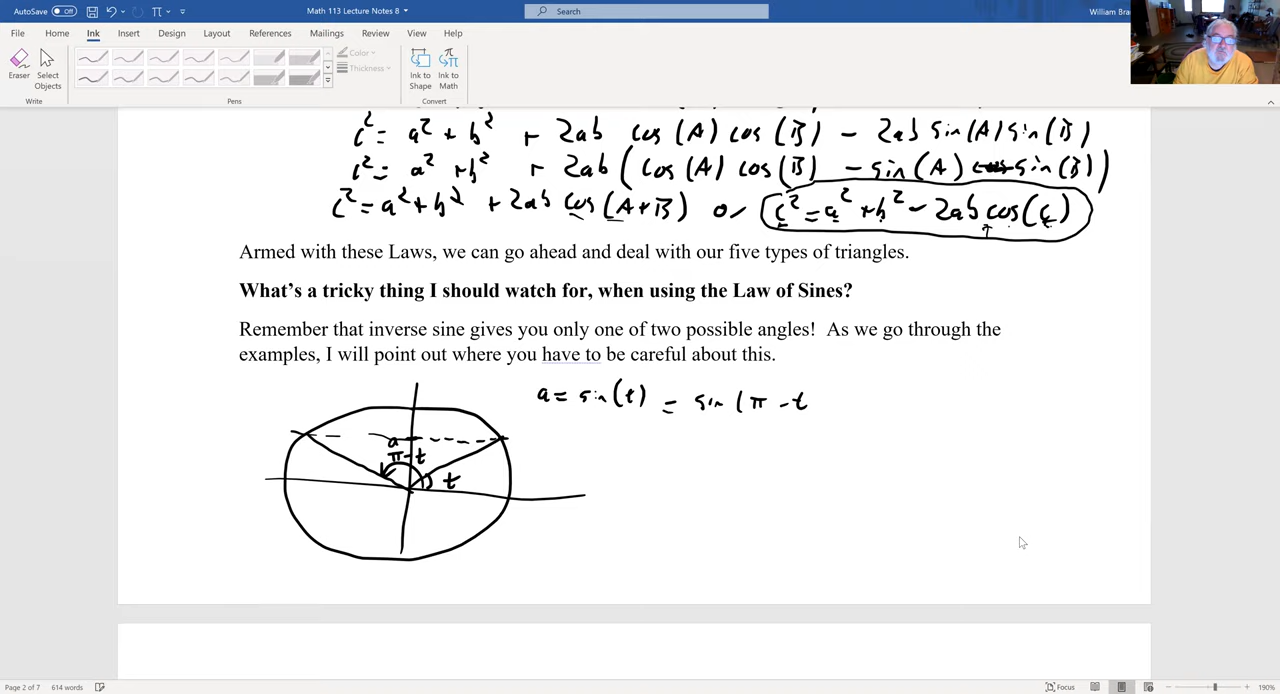 AutoSave Off Math 113 Lecture Notes 8 Search William Bra
File Home Insert Design Layout References Mailings Review View Help
Eraser Select Objects Color Thickness Ink to Shape Ink to Math
Write Pens Convert
c² = a² + b² + 2ab cos(A) cos(B) - 2ab sin(A) sin(B)
c² = a² + b² + 2ab (cos(A) cos(B) - sin(A) sin(B))
c² = a² + b² + 2ab cos(A+B) or c² = a² + b² - 2ab cos(C)
Armed with these Laws, we can go ahead and deal with our five types of triangles.
What's a tricky thing I should watch for, when using the Law of Sines?
Remember that inverse sine gives you only one of two possible angles! As we go through the
examples, I will point out where you have to be careful about this.
a = sin(t) = sin(π - t
a
π - t
t
Page 2 of 7 614 words Focus 190%